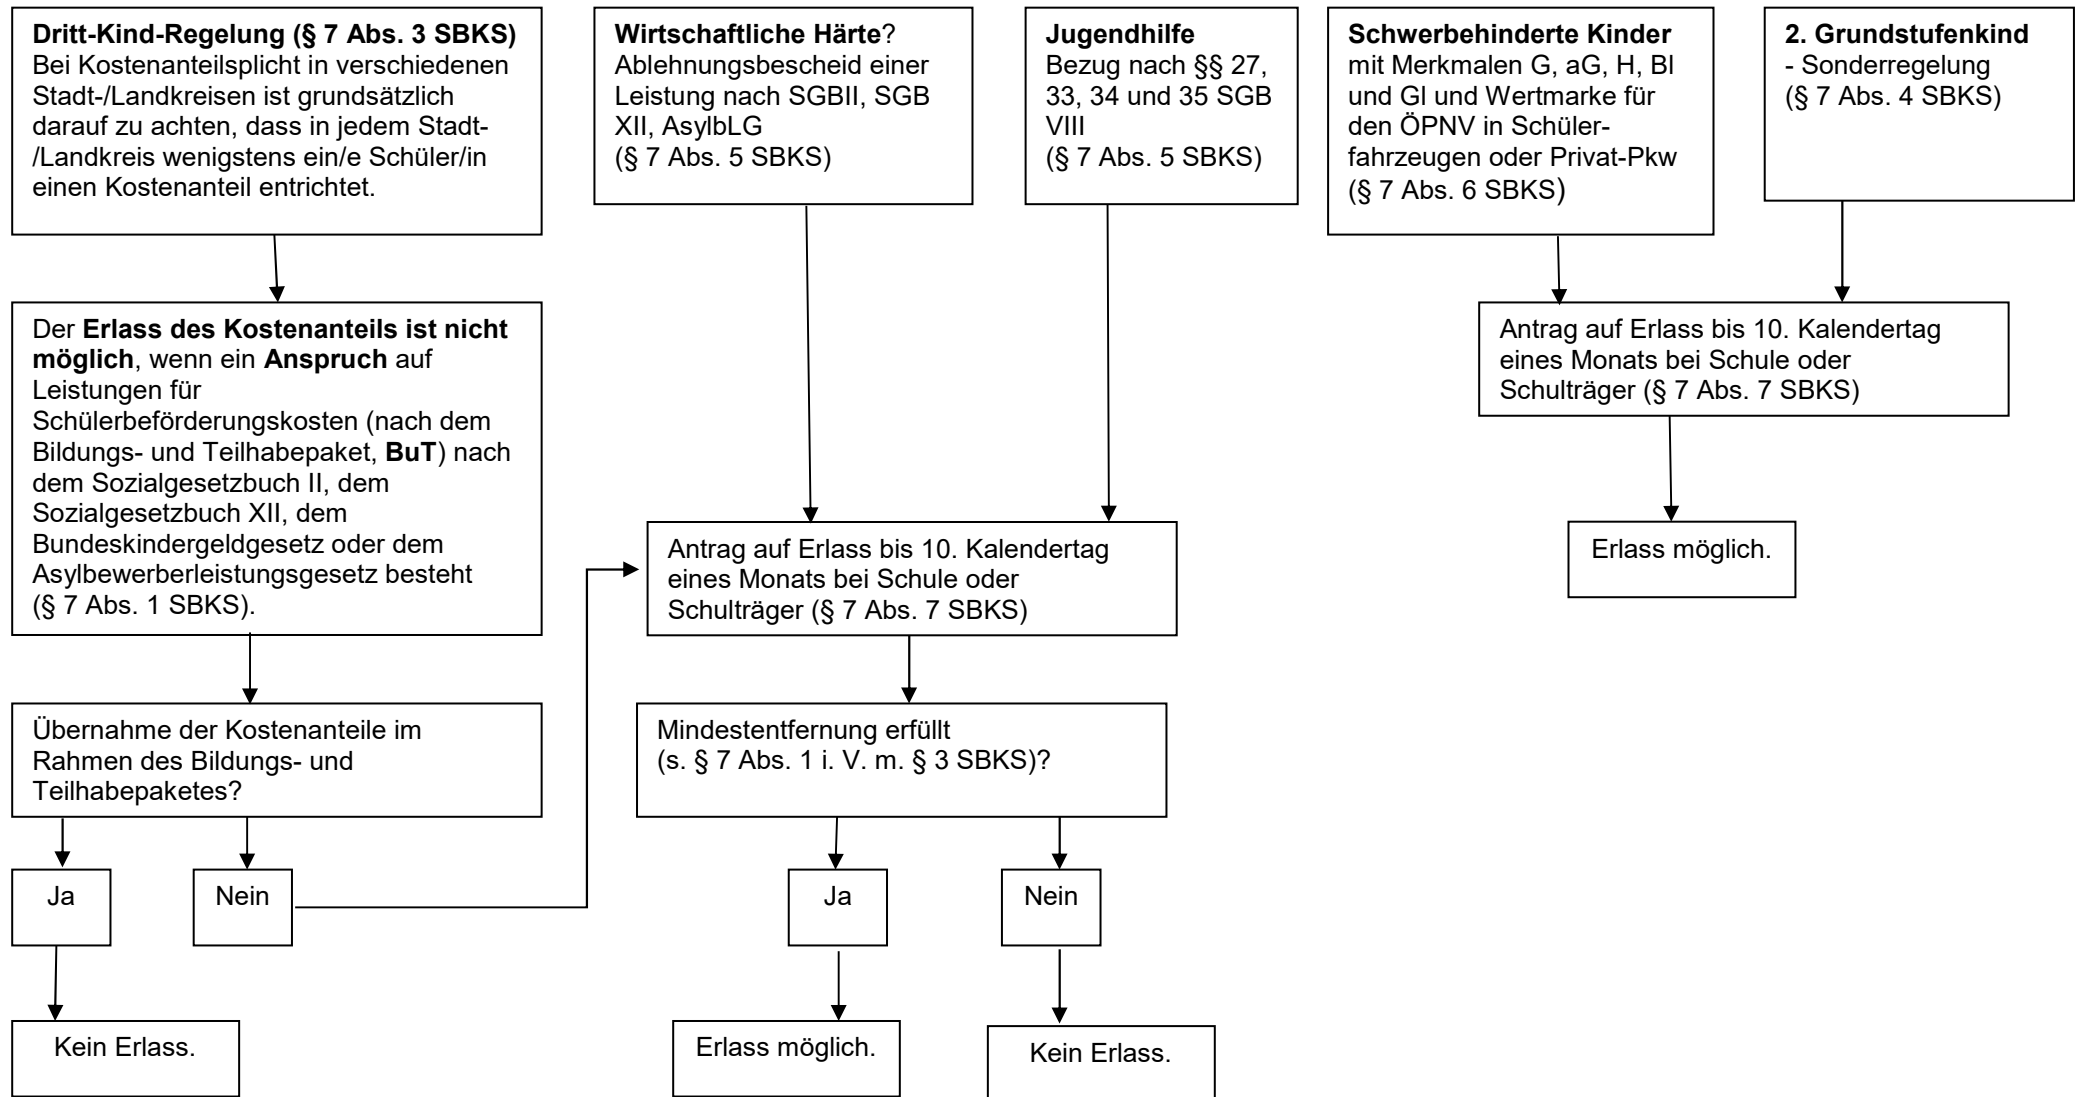 Dritt-Kind-Regelung (§ 7 Abs. 3 SBKS)
Bei Kostenanteilsplicht in verschiedenen
Stadt-/Landkreisen ist grundsätzlich
darauf zu achten, dass in jedem Stadt-
/Landkreis wenigstens ein/e Schüler/in
einen Kostenanteil entrichtet.
Wirtschaftliche Härte?
Ablehnungsbescheid einer
Leistung nach SGBII, SGB
XII, AsylbLG
(§ 7 Abs. 5 SBKS)
Jugendhilfe
Bezug nach §§ 27,
33, 34 und 35 SGB
VIII
(§ 7 Abs. 5 SBKS)
Schwerbehinderte Kinder
mit Merkmalen G, aG, H, Bl
und Gl und Wertmarke für
den ÖPNV in Schüler-
fahrzeugen oder Privat-Pkw
(§ 7 Abs. 6 SBKS)
2. Grundstufenkind
- Sonderregelung
(§ 7 Abs. 4 SBKS)
Der Erlass des Kostenanteils ist nicht
möglich, wenn ein Anspruch auf
Leistungen für
Schülerbeförderungskosten (nach dem
Bildungs- und Teilhabepaket, BuT) nach
dem Sozialgesetzbuch II, dem
Sozialgesetzbuch XII, dem
Bundeskindergeldgesetz oder dem
Asylbewerberleistungsgesetz besteht
(§ 7 Abs. 1 SBKS).
Antrag auf Erlass bis 10. Kalendertag
eines Monats bei Schule oder
Schulträger (§ 7 Abs. 7 SBKS)
Erlass möglich.
Antrag auf Erlass bis 10. Kalendertag
eines Monats bei Schule oder
Schulträger (§ 7 Abs. 7 SBKS)
Übernahme der Kostenanteile im
Rahmen des Bildungs- und
Teilhabepaketes?
Mindestentfernung erfüllt
(s. § 7 Abs. 1 i. V. m. § 3 SBKS)?
Ja
Nein
Ja
Nein
Kein Erlass.
Erlass möglich.
Kein Erlass.